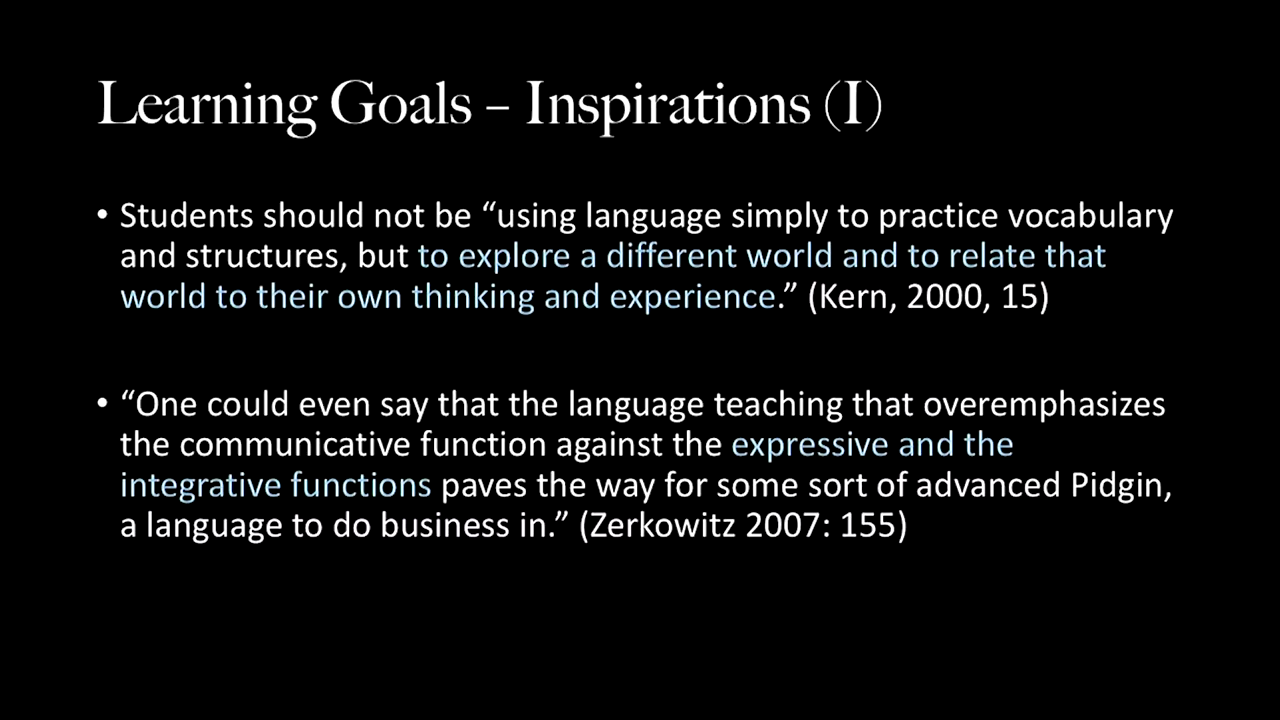 Learning Goals – Inspirations (I)
• Students should not be “using language simply to practice vocabulary
and structures, but to explore a different world and to relate that
world to their own thinking and experience.” (Kern, 2000, 15)
• “One could even say that the language teaching that overemphasizes
the communicative function against the expressive and the
integrative functions paves the way for some sort of advanced Pidgin,
a language to do business in.” (Zerkowitz 2007: 155)